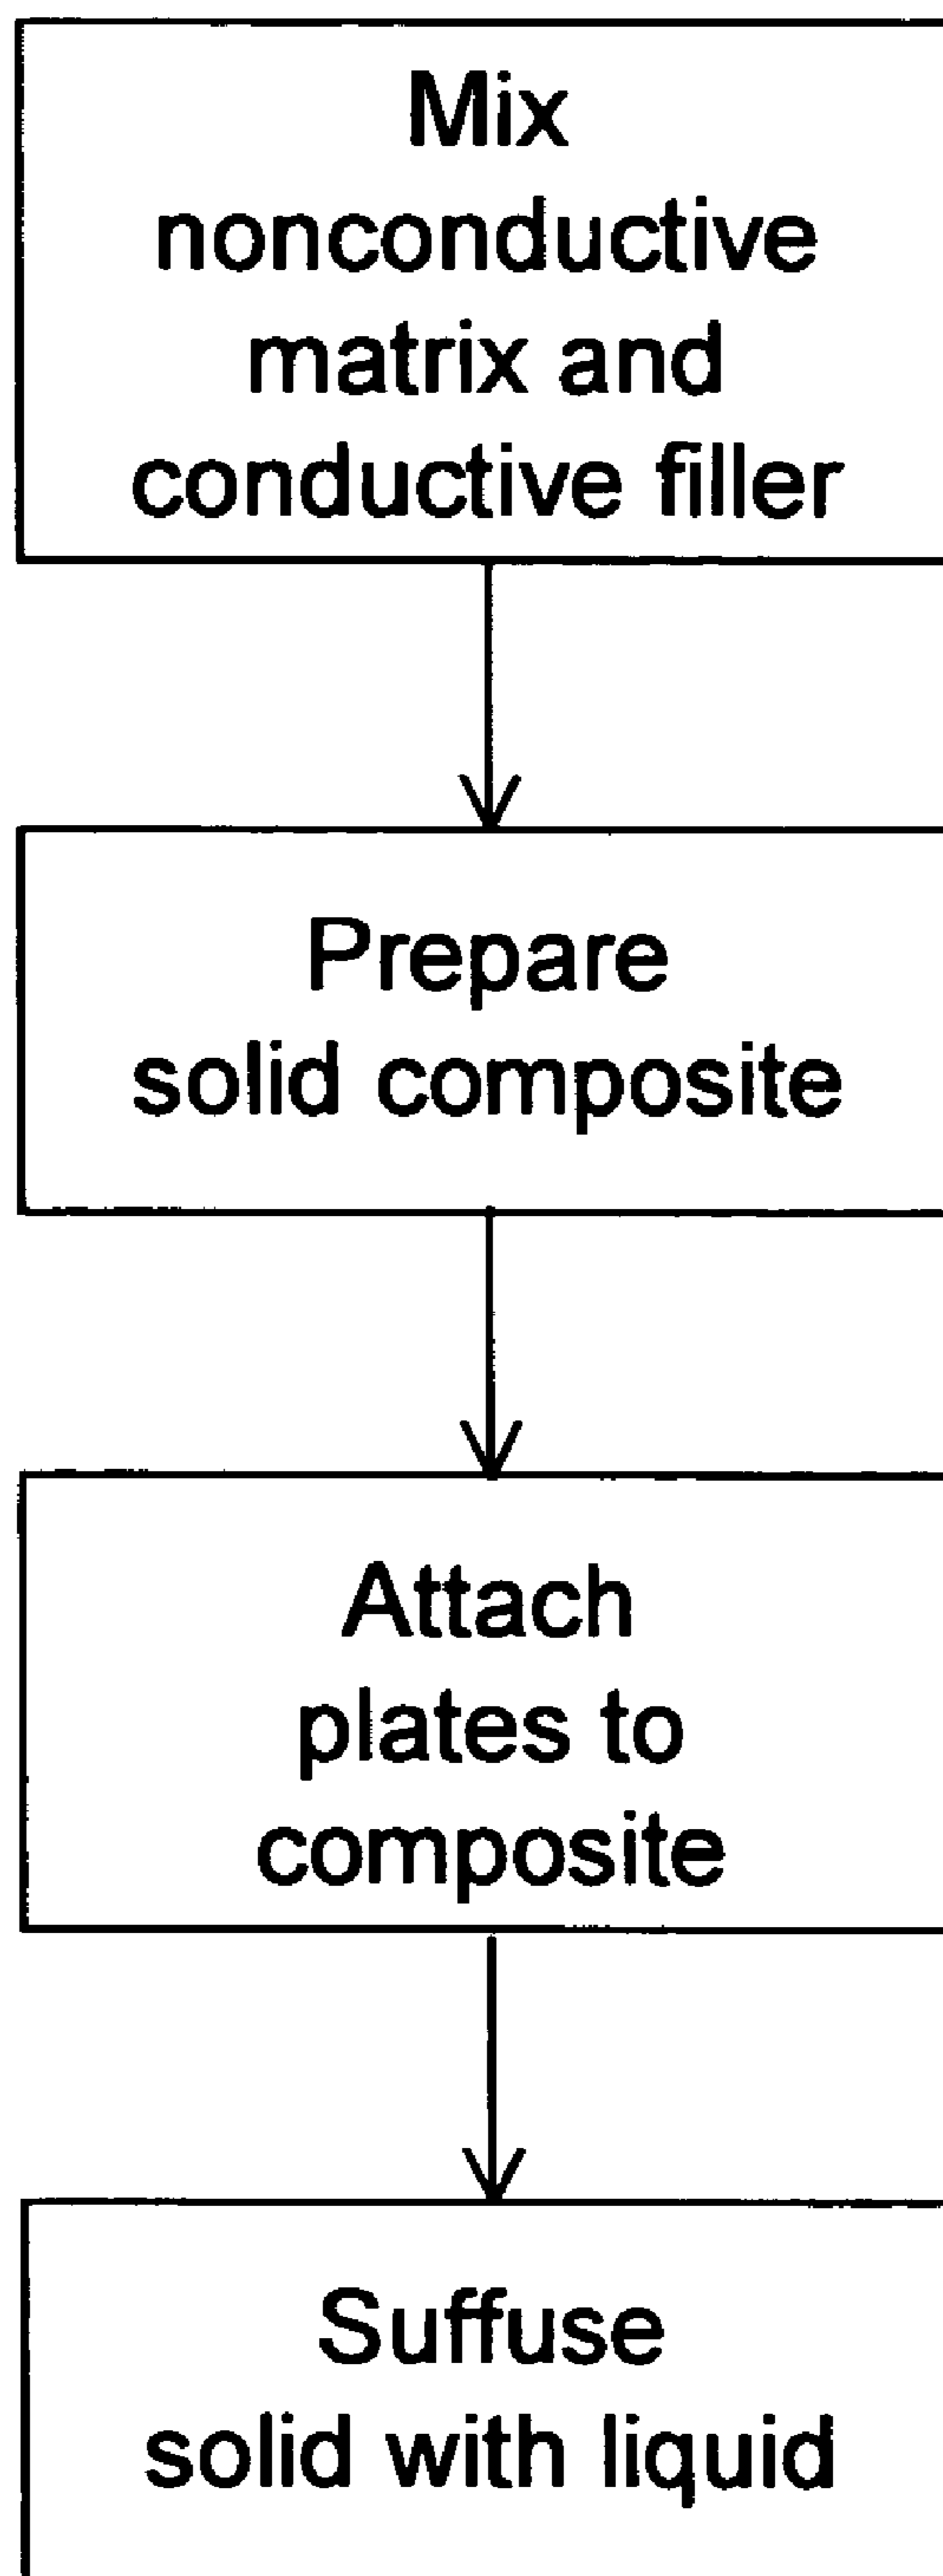 Mix
nonconductive
matrix and
conductive filler
Prepare
solid composite
Attach
plates to
composite
Suffuse
solid with liquid